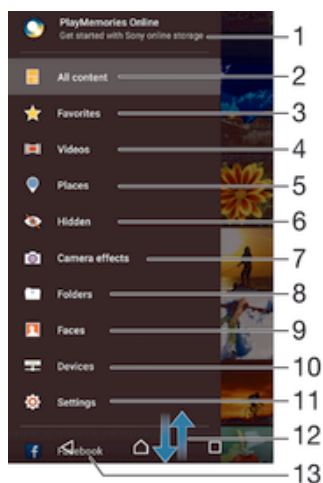 PlayMemories Online
Get started with Sony online storage
1
All content
2
Favorites
3
Videos
4
Places
5
Hidden
6
Camera effects
7
Folders
8
Faces
9
Devices
10
Settings
11
12
Facebook
13